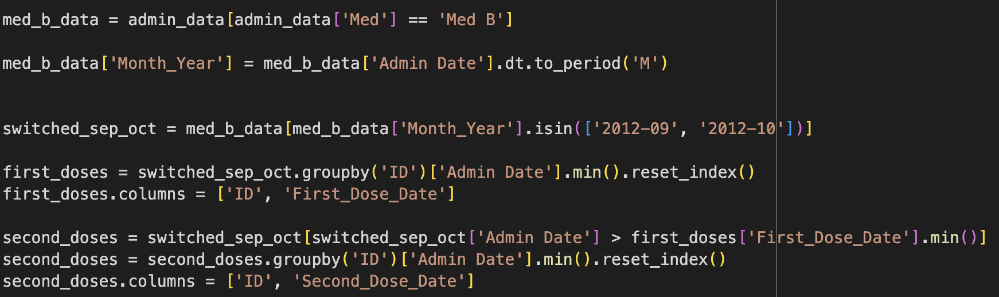 med_b_data = admin_data[admin_data['Med'] == 'Med B']
med_b_data['Month_Year'] = med_b_data['Admin Date'].dt.to_period('M')
switched_sep_oct = med_b_data[med_b_data['Month_Year'].isin(['2012-09', '2012-10'])]
first_doses = switched_sep_oct.groupby('ID')['Admin Date'].min().reset_index()
first_doses.columns = ['ID', 'First_Dose_Date']
second_doses = switched_sep_oct[switched_sep_oct['Admin Date'] > first_doses['First_Dose_Date'].min()]
second_doses = second_doses.groupby('ID')['Admin Date'].min().reset_index()
second_doses.columns = ['ID', 'Second_Dose_Date']